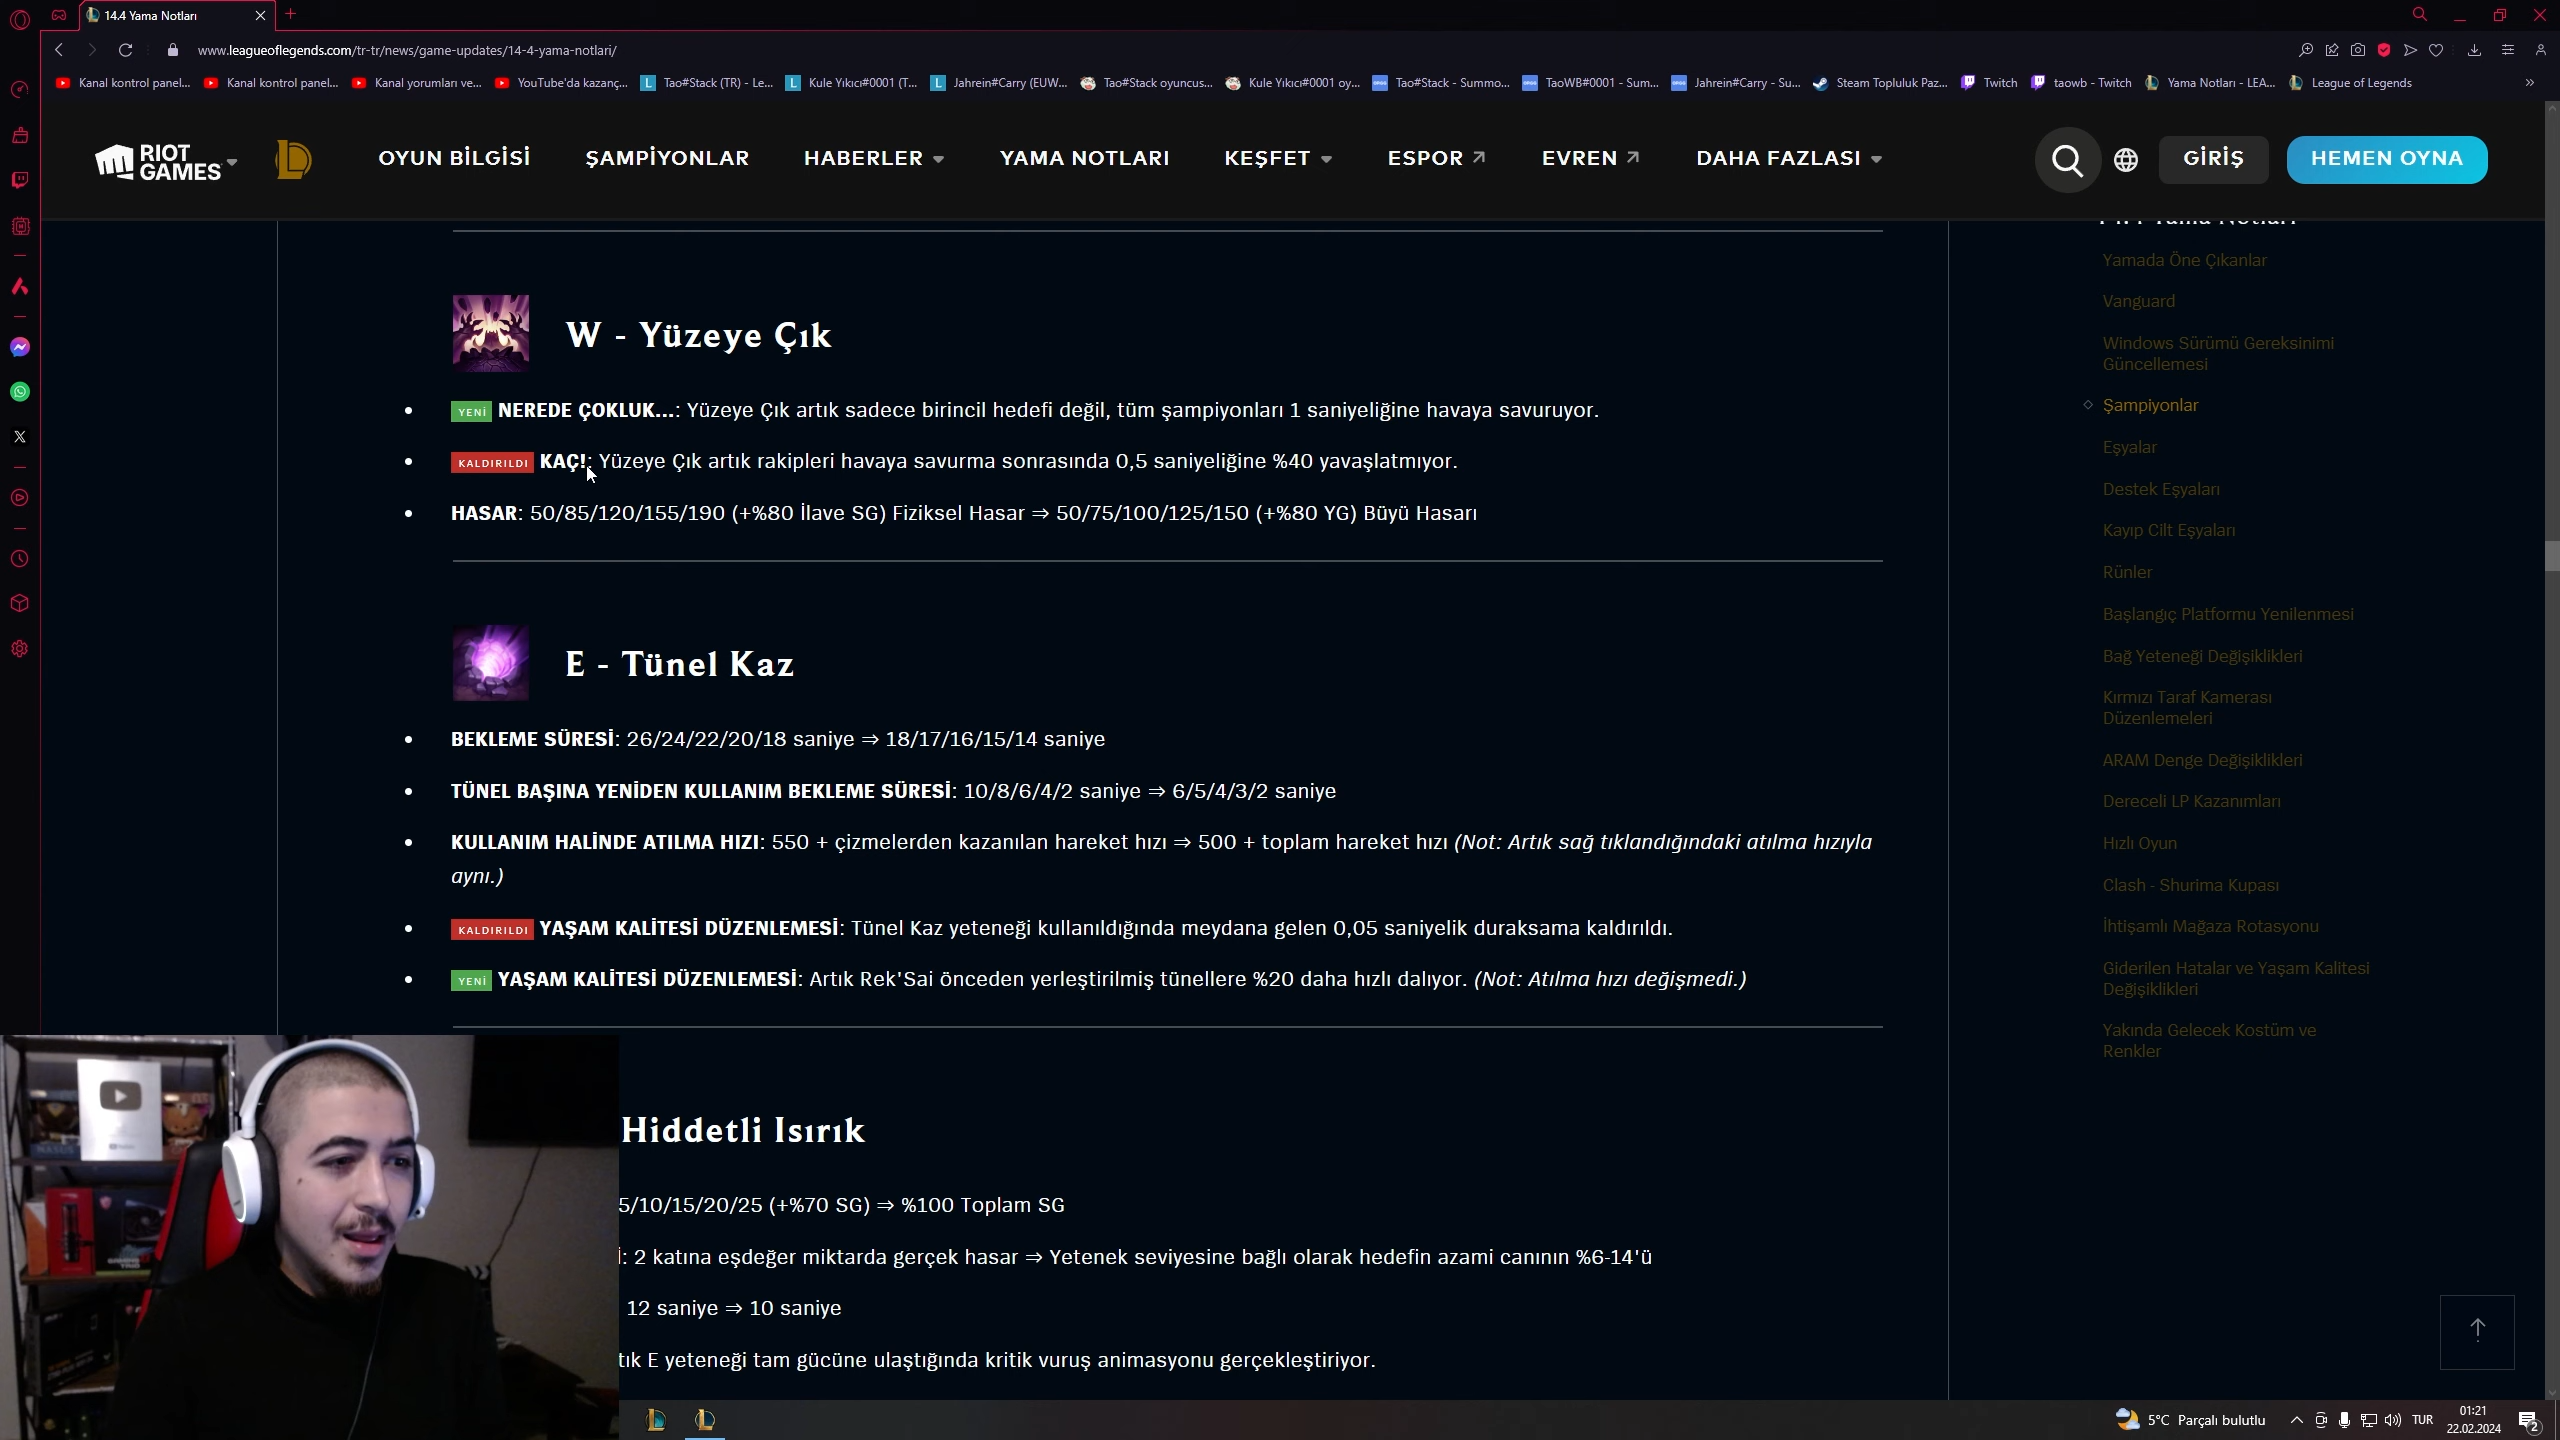 14.4 Yama Notları
www.leagueoflegends.com/tr-tr/news/game-updates/14-4-yama-notlari/
Kanal kontrol panel...
Kanal kontrol panel...
Kanal yorumları ve...
YouTube'da kazanç...
Tao#Stack (TR) - Le...
Kule Yıkıcı#0001 (T...
Jahrein#Carry (EUW...
Tao#Stack oyuncus...
Kule Yıkıcı#0001 oy...
Tao#Stack - Summo...
TaoWB#0001 - Sum...
Jahrein#Carry - Su...
Steam Topluluk Paz...
Twitch
taowb - Twitch
Yama Notları - LEA...
League of Legends
RIOT
GAMES
OYUN BİLGİSİ
ŞAMPİYONLAR
HABERLER
YAMA NOTLARI
KEŞFET
ESPOR
EVREN
DAHA FAZLASI
GİRİŞ
HEMEN OYNA
W - Yüzeye Çık
YENİ NEREDE ÇOKLUK...: Yüzeye Çık artık sadece birincil hedefi değil, tüm şampiyonları 1 saniyeliğine havaya savuruyor.
KALDIRILDI KAÇ!: Yüzeye Çık artık rakipleri havaya savurma sonrasında 0,5 saniyeliğine %40 yavaşlatmıyor.
HASAR: 50/85/120/155/190 (+%80 İlave SG) Fiziksel Hasar ⇒ 50/75/100/125/150 (+%80 YG) Büyü Hasarı
E - Tünel Kaz
BEKLEME SÜRESİ: 26/24/22/20/18 saniye ⇒ 18/17/16/15/14 saniye
TÜNEL BAŞINA YENİDEN KULLANIM BEKLEME SÜRESİ: 10/8/6/4/2 saniye ⇒ 6/5/4/3/2 saniye
KULLANIM HALİNDE ATILMA HIZI: 550 + çizmelerden kazanılan hareket hızı ⇒ 500 + toplam hareket hızı (Not: Artık sağ tıklandığındaki atılma hızıyla
aynı.)
KALDIRILDI YAŞAM KALİTESİ DÜZENLEMESİ: Tünel Kaz yeteneği kullanıldığında meydana gelen 0,05 saniyelik duraksama kaldırıldı.
YENİ YAŞAM KALİTESİ DÜZENLEMESİ: Artık Rek'Sai önceden yerleştirilmiş tünellere %20 daha hızlı dalıyor. (Not: Atılma hızı değişmedi.)
Hiddetli Isırık
5/10/15/20/25 (+%70 SG) ⇒ %100 Toplam SG
İ: 2 katına eşdeğer miktarda gerçek hasar ⇒ Yetenek seviyesine bağlı olarak hedefin azami canının %6-14'ü
12 saniye ⇒ 10 saniye
tık E yeteneği tam gücüne ulaştığında kritik vuruş animasyonu gerçekleştiriyor.
14.4 Yama Notları
Yamada Öne Çıkanlar
Vanguard
Windows Sürümü Gereksinimi
Güncellemesi
Şampiyonlar
Eşyalar
Destek Eşyaları
Kayıp Cilt Eşyaları
Rünler
Başlangıç Platformu Yenilenmesi
Bağ Yeteneği Değişiklikleri
Kırmızı Taraf Kamerası
Düzenlemeleri
ARAM Denge Değişiklikleri
Dereceli LP Kazanımları
Hızlı Oyun
Clash - Shurima Kupası
İhtişamlı Mağaza Rotasyonu
Giderilen Hatalar ve Yaşam Kalitesi
Değişiklikleri
Yakında Gelecek Kostüm ve
Renkler
5°C Parçalı bulutlu
TUR
01:21
22.02.2024
2